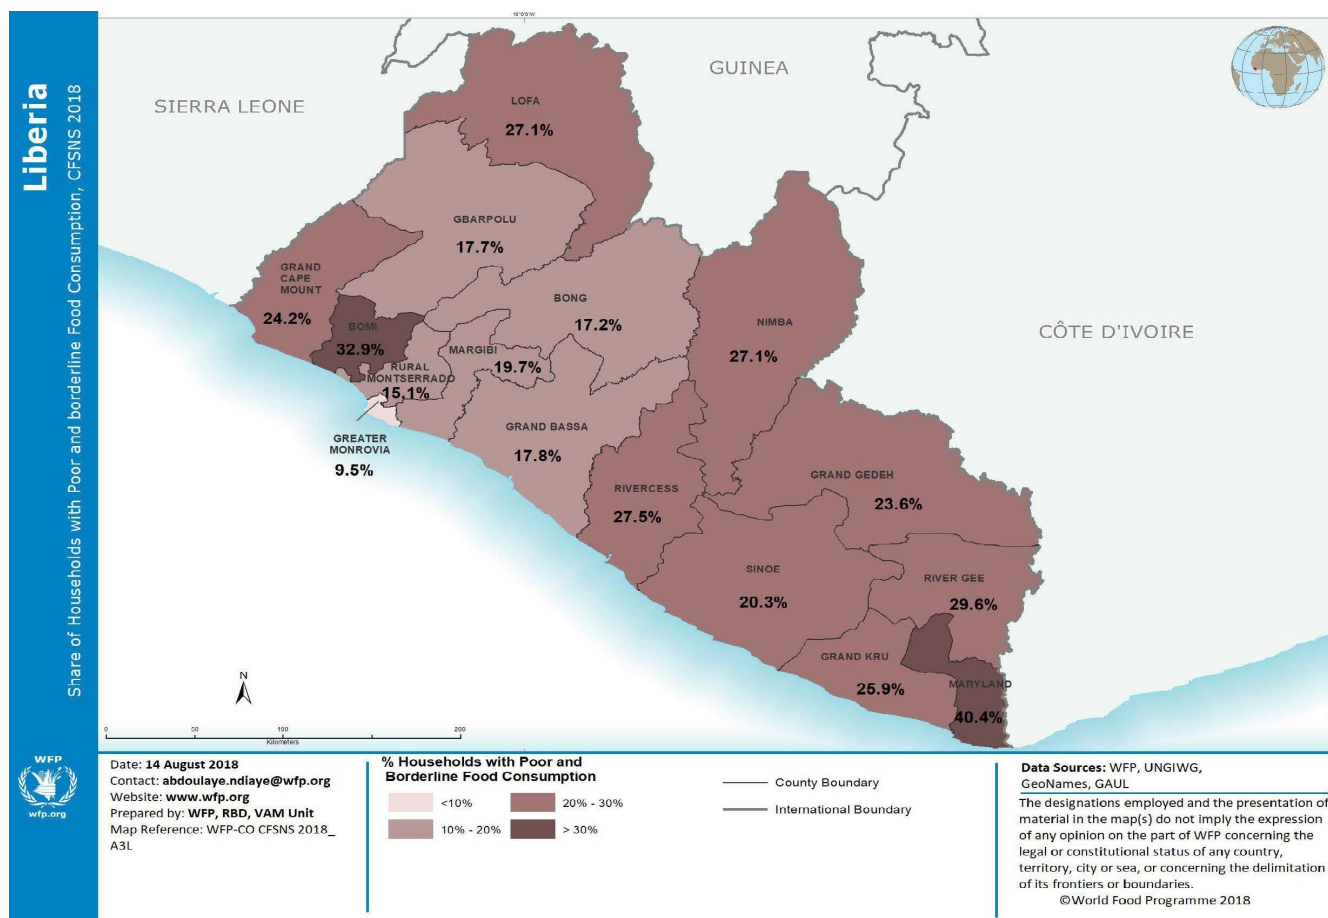 Liberia
Share of Households with Poor and borderline Food Consumption, CFSNS 2018
GUINEA
SIERRA LEONE
LOFA
27.1%
GBARPOLU
17.7%
GRAND
CAPE
MOUNT
24.2%
BOMI
32.9%
BONG
17.2%
NIMBA
27.1%
CÔTE D'IVOIRE
MARGIBI
19.7%
RURAL
MONTSERRADO
15.1%
GREATER
MONROVIA
9.5%
GRAND BASSA
17.8%
RIVERCESS
27.5%
GRAND GEDEH
23.6%
SINOE
20.3%
RIVER GEE
29.6%
GRAND KRU
25.9%
MARYLAND
40.4%
N
0 50 100 200
Kilometers
WFP
wfp.org
Date: 14 August 2018
Contact: abdoulaye.ndiaye@wfp.org
Website: www.wfp.org
Prepared by: WFP, RBD, VAM Unit
Map Reference: WFP-CO CFSNS 2018_
A3L
% Households with Poor and
Borderline Food Consumption
<10%
10% - 20%
20% - 30%
> 30%
County Boundary
International Boundary
Data Sources: WFP, UNGIWG,
GeoNames, GAUL
The designations employed and the presentation of
material in the map(s) do not imply the expression
of any opinion on the part of WFP concerning the
legal or constitutional status of any country,
territory, city or sea, or concerning the delimitation
of its frontiers or boundaries.
©World Food Programme 2018